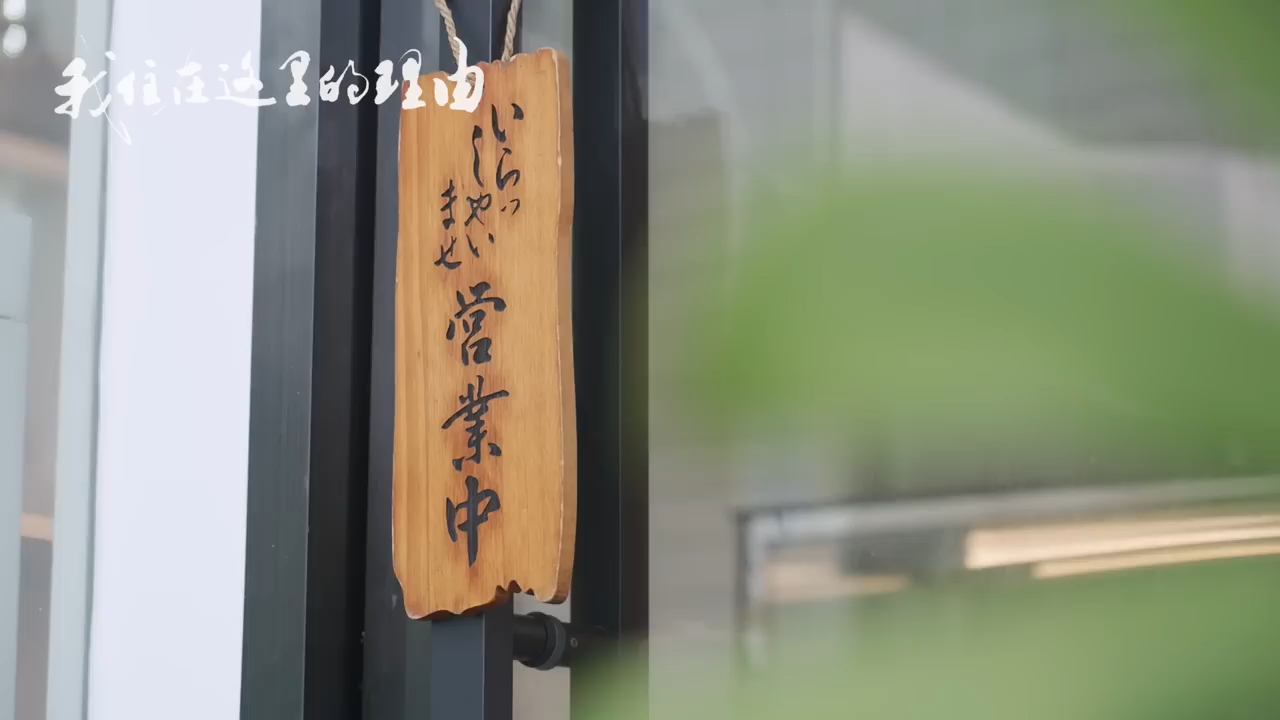 我住在这里的理由
いらっ
しゃい
ませ
営業中